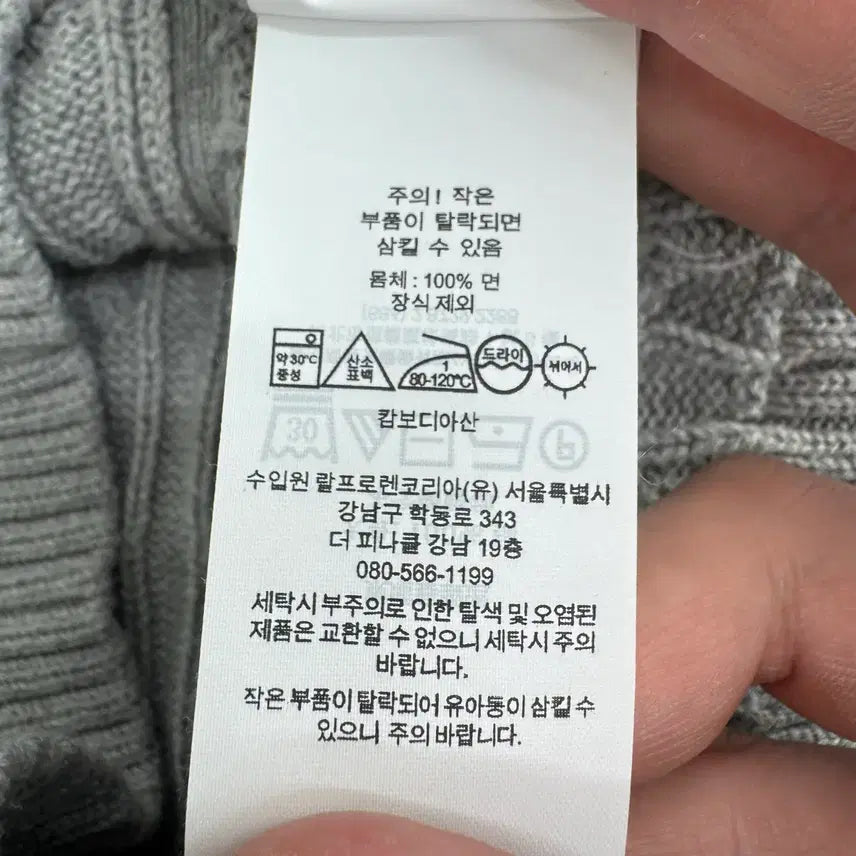 주의! 작은
부품이 탈락되면
삼킬 수 있음
몸체 : 100% 면
장식 제외
약 30℃
중성
산소
표백
1
80-120℃
드라이
뉘어서
캄보디아산
30
P
수입원 랄프로렌코리아(유) 서울특별시
강남구 학동로 343
더 피나클 강남 19층
080-566-1199
세탁시 부주의로 인한 탈색 및 오염된
제품은 교환할 수 없으니 세탁시 주의
바랍니다.
작은 부품이 탈락되어 유아동이 삼킬 수
있으니 주의 바랍니다.